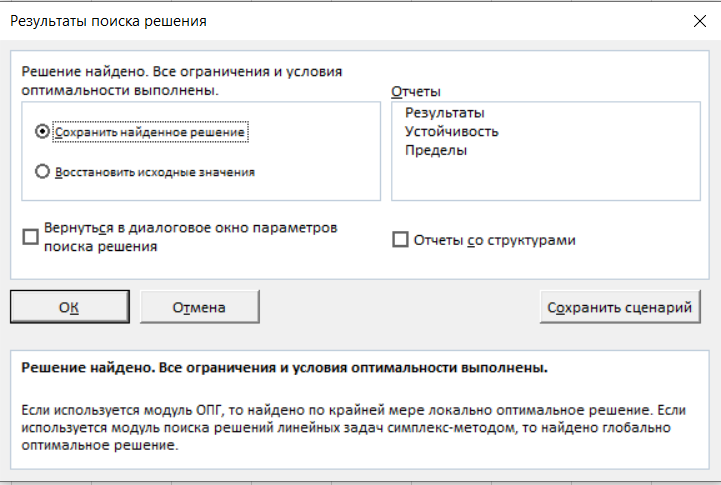 Результаты поиска решения
Решение найдено. Все ограничения и условия
оптимальности выполнены.
Сохранить найденное решение
Восстановить исходные значения
Отчеты
Результаты
Устойчивость
Пределы
Вернуться в диалоговое окно параметров
поиска решения
Отчеты со структурами
ОК
Отмена
Сохранить сценарий
Решение найдено. Все ограничения и условия оптимальности выполнены.
Если используется модуль ОПГ, то найдено по крайней мере локально оптимальное решение. Если
используется модуль поиска решений линейных задач симплекс-методом, то найдено глобально
оптимальное решение.